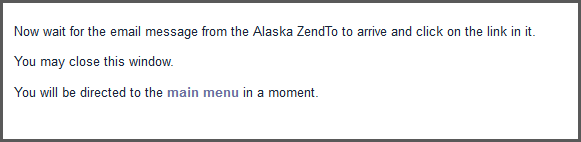 Now wait for the email message from the Alaska ZendTo to arrive and click on the link in it.
You may close this window.
You will be directed to the main menu in a moment.